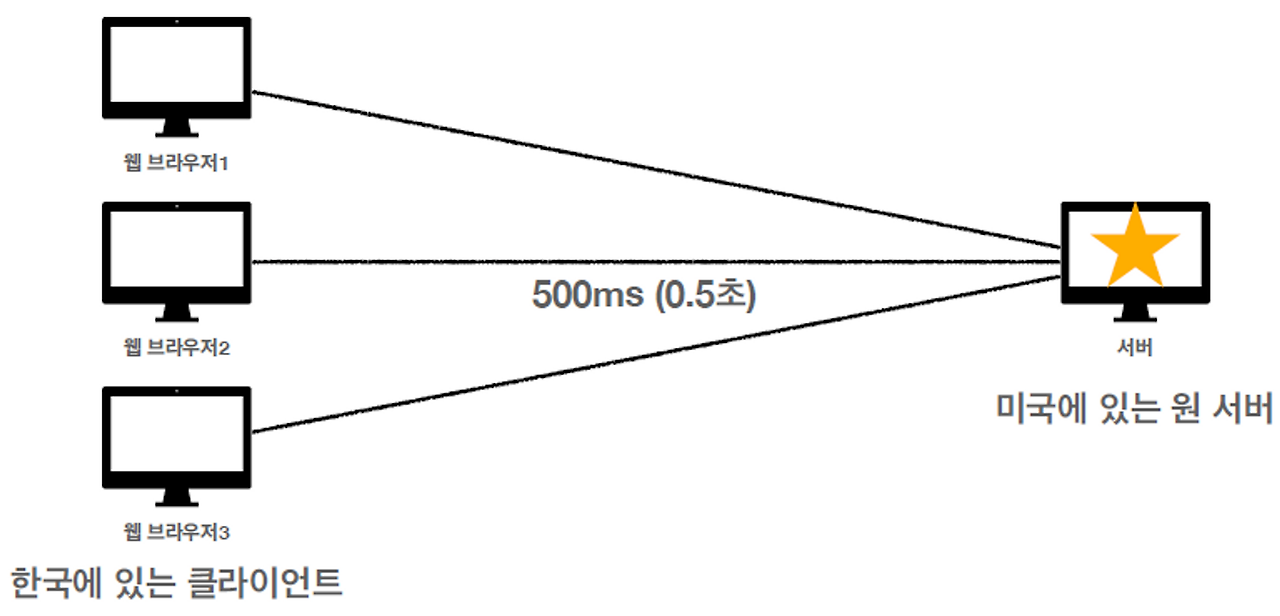 웹 브라우저1
웹 브라우저2
500ms (0.5초)
서버
미국에 있는 원 서버
웹 브라우저3
한국에 있는 클라이언트